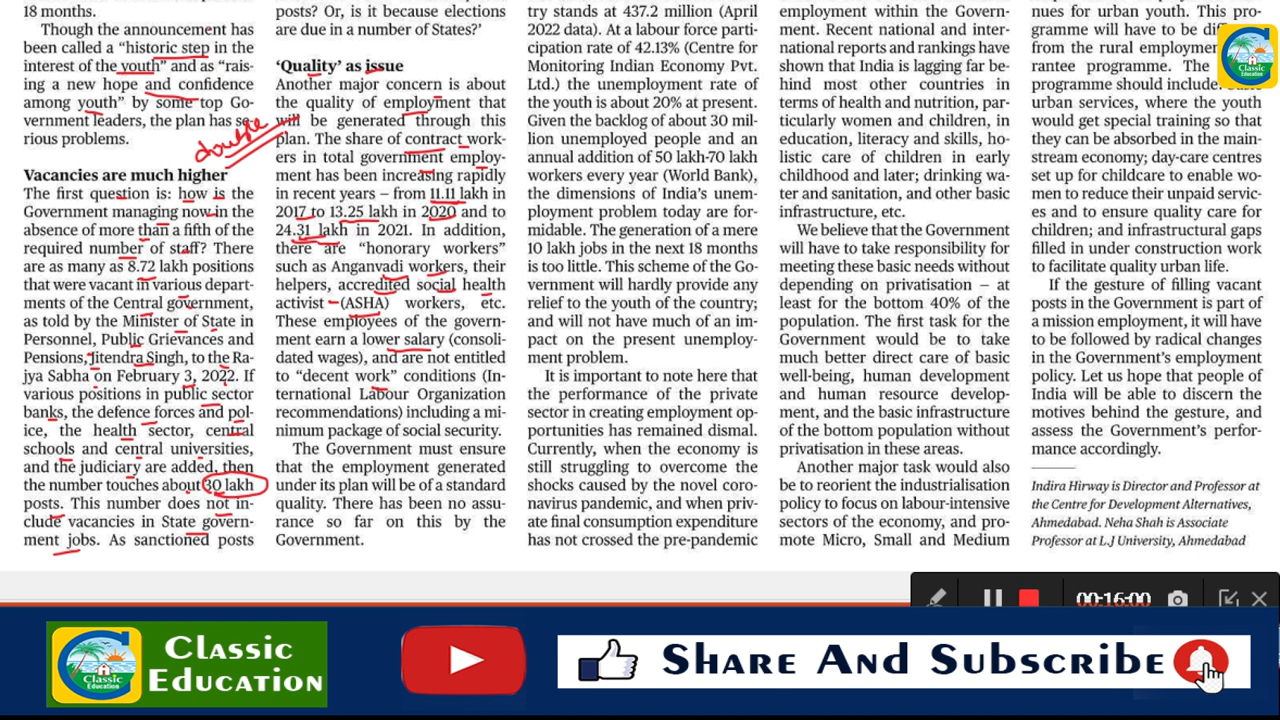 18 months.
Though the announcement has
been called a “historic step in the
interest of the youth” and as “rais-
ing a new hope and confidence
among youth” by some top Go-
vernment leaders, the plan has se-
rious problems.
Vacancies are much higher
The first question is: how is the
Government managing now in the
absence of more than a fifth of the
required number of staff? There
are as many as 8.72 lakh positions
that were vacant in various depart-
ments of the Central government,
as told by the Minister of State in
Personnel, Public Grievances and
Pensions, Jitendra Singh, to the Ra-
jya Sabha on February 3, 2022. If
various positions in public sector
banks, the defence forces and pol-
ice, the health sector, central
schools and central universities,
and the judiciary are added, then
the number touches about 30 lakh
posts. This number does not in-
clude vacancies in State govern-
ment jobs. As sanctioned posts
double
posts? Or, is it because elections
are due in a number of States?’
‘Quality’ as issue
Another major concern is about
the quality of employment that
will be generated through this
plan. The share of contract work-
ers in total government employ-
ment has been increasing rapidly
in recent years – from 11.11 lakh in
2017 to 13.25 lakh in 2020 and to
24.31 lakh in 2021. In addition,
there are “honorary workers”
such as Anganvadi workers, their
helpers, accredited social health
activist (ASHA) workers, etc.
These employees of the govern-
ment earn a lower salary (consoli-
dated wages), and are not entitled
to “decent work” conditions (In-
ternational Labour Organization
recommendations) including a mi-
nimum package of social security.
The Government must ensure
that the employment generated
under its plan will be of a standard
quality. There has been no assu-
rance so far on this by the
Government.
try stands at 437.2 million (April
2022 data). At a labour force parti-
cipation rate of 42.13% (Centre for
Monitoring Indian Economy Pvt.
Ltd.) the unemployment rate of
the youth is about 20% at present.
Given the backlog of about 30 mil-
lion unemployed people and an
annual addition of 50 lakh-70 lakh
workers every year (World Bank),
the dimensions of India’s unem-
ployment problem today are for-
midable. The generation of a mere
10 lakh jobs in the next 18 months
is too little. This scheme of the Go-
vernment will hardly provide any
relief to the youth of the country;
and will not have much of an im-
pact on the present unemploy-
ment problem.
It is important to note here that
the performance of the private
sector in creating employment op-
portunities has remained dismal.
Currently, when the economy is
still struggling to overcome the
shocks caused by the novel coro-
navirus pandemic, and when priv-
ate final consumption expenditure
has not crossed the pre-pandemic
employment within the Govern-
ment. Recent national and inter-
national reports and rankings have
shown that India is lagging far be-
hind most other countries in
terms of health and nutrition, par-
ticularly women and children, in
education, literacy and skills, ho-
listic care of children in early
childhood and later; drinking wa-
ter and sanitation, and other basic
infrastructure, etc.
We believe that the Government
will have to take responsibility for
meeting these basic needs without
depending on privatisation – at
least for the bottom 40% of the
population. The first task for the
Government would be to take
much better direct care of basic
well-being, human development
and human resource develop-
ment, and the basic infrastructure
of the bottom population without
privatisation in these areas.
Another major task would also
be to reorient the industrialisation
policy to focus on labour-intensive
sectors of the economy, and pro-
mote Micro, Small and Medium
nues for urban youth. This pro-
gramme will have to be
from the rural employmen
rantee programme. The
programme should include:
urban services, where the youth
would get special training so that
they can be absorbed in the main-
stream economy; day-care centres
set up for childcare to enable wo-
men to reduce their unpaid servic-
es and to ensure quality care for
children; and infrastructural gaps
filled in under construction work
to facilitate quality urban life.
If the gesture of filling vacant
posts in the Government is part of
a mission employment, it will have
to be followed by radical changes
in the Government’s employment
policy. Let us hope that people of
India will be able to discern the
motives behind the gesture, and
assess the Government’s perfor-
mance accordingly.
Indira Hirway is Director and Professor at
the Centre for Development Alternatives,
Ahmedabad. Neha Shah is Associate
Professor at L.J University, Ahmedabad
Classic
Education
00:16:00
Classic
Education
Classic
Education
Share And Subscribe